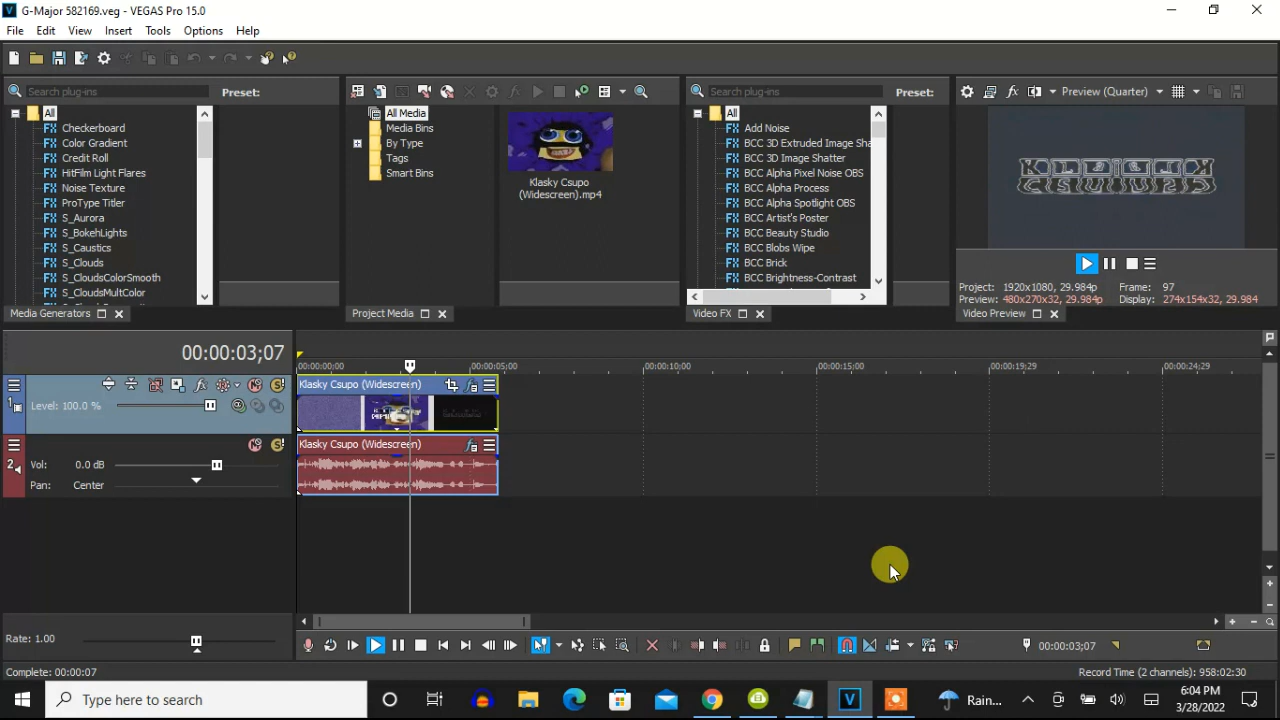 G-Major 582169.veg - VEGAS Pro 15.0
File Edit View Insert Tools Options Help
Search plug-ins
Preset:
All
Checkerboard
Color Gradient
Credit Roll
HitFilm Light Flares
Noise Texture
ProType Titler
S_Aurora
S_BokehLights
S_Caustics
S_Clouds
S_CloudsColorSmooth
S_CloudsMultColor
Media Generators
All Media
Media Bins
By Type
Tags
Smart Bins
Klasky Csupo
(Widescreen).mp4
Project Media
Search plug-ins
Preset:
All
Add Noise
BCC 3D Extruded Image Sha
BCC 3D Image Shatter
BCC Alpha Pixel Noise OBS
BCC Alpha Process
BCC Alpha Spotlight OBS
BCC Artist's Poster
BCC Beauty Studio
BCC Blobs Wipe
BCC Brick
BCC Brightness-Contrast
Video FX
Preview (Quarter)
Project: 1920x1080, 29.984p
Frame: 97
Preview: 480x270x32, 29.984p
Display: 274x154x32, 29.984
Video Preview
00:00:03;07
00:00:00;00
00:00:05;00
00:00:10;00
00:00:15;00
00:00:19;29
00:00:24;29
1
Level: 100.0 %
Klasky Csupo (Widescreen)
2
Vol: 0.0 dB
Pan: Center
Klasky Csupo (Widescreen)
Rate: 1.00
00:00:03;07
Complete: 00:00:07
Record Time (2 channels): 958:02:30
Type here to search
Rain...
6:04 PM
3/28/2022